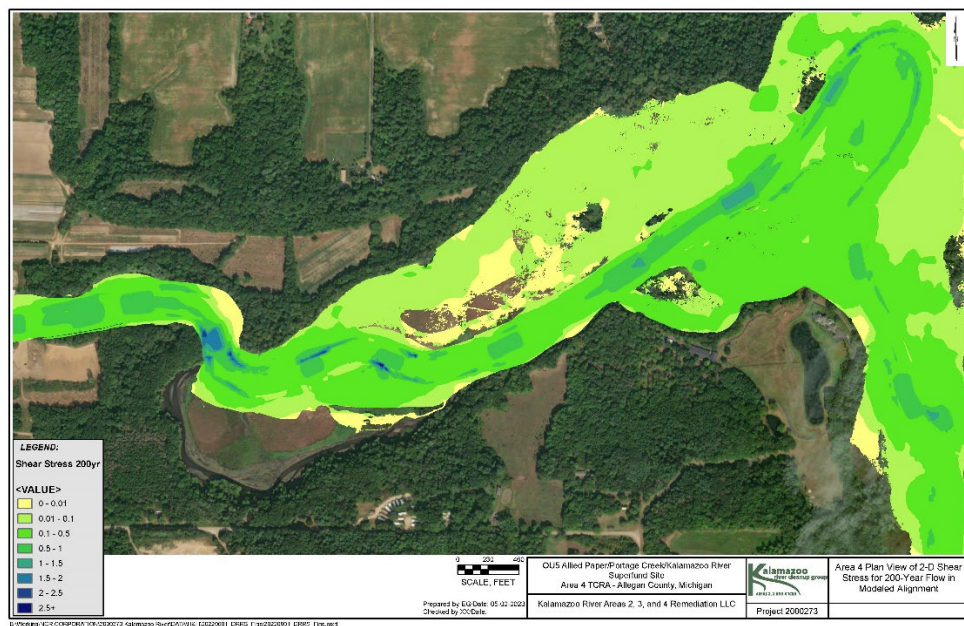 LEGEND:
Shear Stress 200yr
<VALUE>
0 - 0.01
0.01 - 0.1
0.1 - 0.5
0.5 - 1
1 - 1.5
1.5 - 2
2 - 2.5
2.5+
SCALE, FEET
Prepared by
Checked by
OU5 Allied Paper/Portage Creek/Kalamazoo River
Superfund Site
Area 4 TCRA - Allegan County, Michigan
Kalamazoo River Areas 2, 3, and 4 Remediation LLC
Kalamazoo
river cleanup group
Project 2000273
Area 4 Plan View of 2-D Shear
Stress for 200-Year Flow in
Modeled Alignment